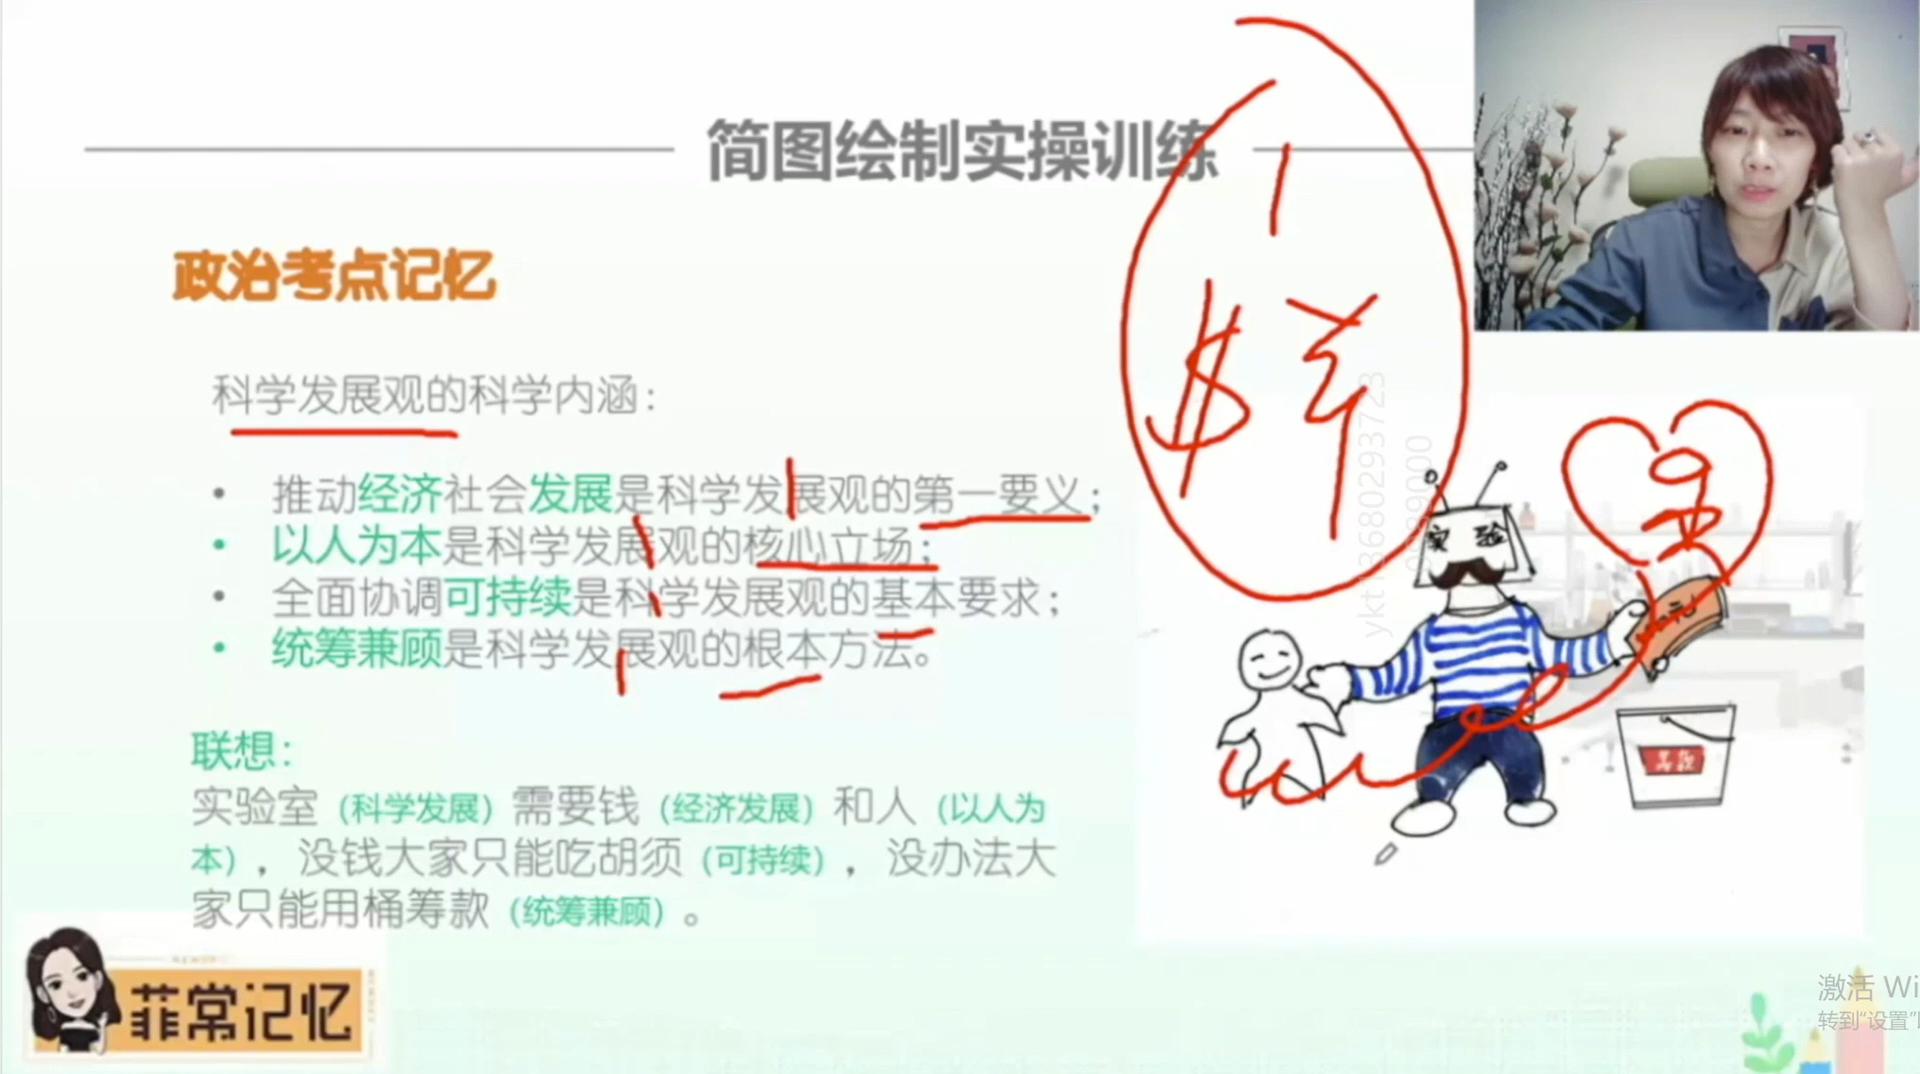 简图绘制实操训练
政治考点记忆
科学发展观的科学内涵：
• 推动经济社会发展是科学发展观的第一要义；
• 以人为本是科学发展观的核心立场；
• 全面协调可持续是科学发展观的基本要求；
• 统筹兼顾是科学发展观的根本方法。
联想：
实验室（科学发展）需要钱（经济发展）和人（以人为
本），没钱大家只能吃胡须（可持续），没办法大
家只能用桶筹款（统筹兼顾）。
1
$
ykt13680293723
实验
菲常记忆
激活 Wi
转到"设置"